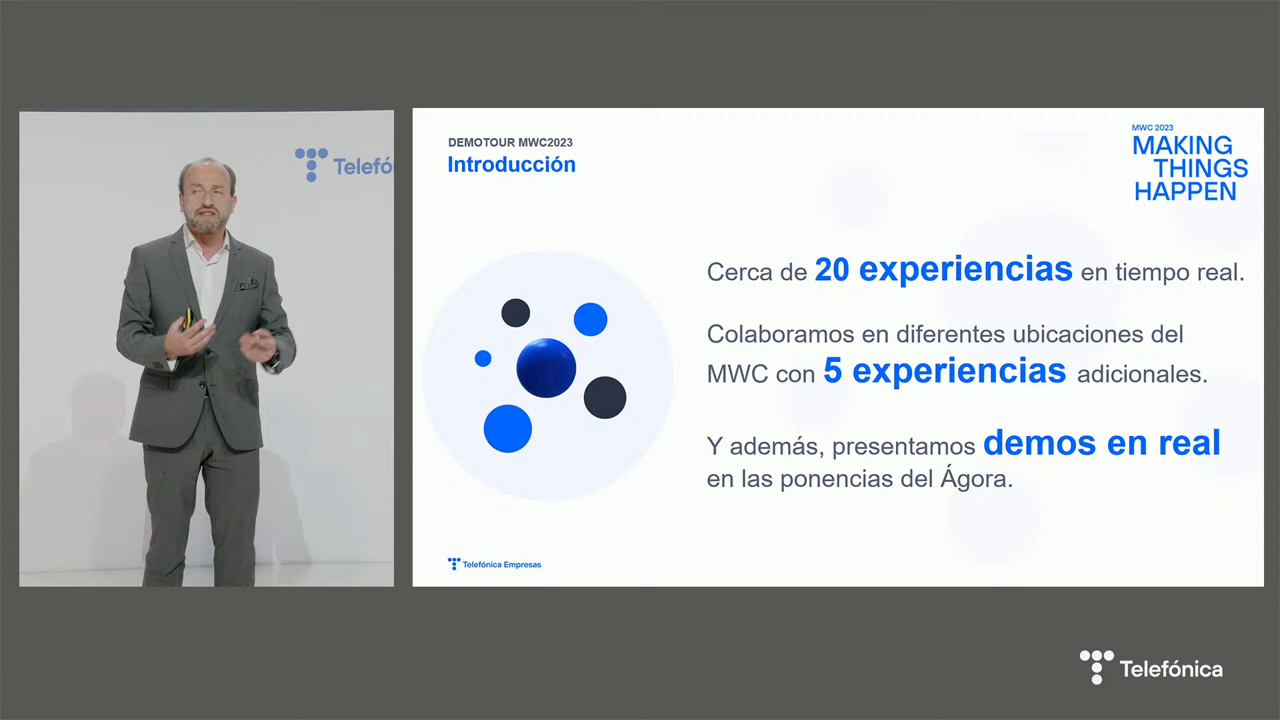 Telefó
DEMOTOUR MWC2023
Introducción
MWC 2023
MAKING
THINGS
HAPPEN
Cerca de 20 experiencias en tiempo real.
Colaboramos en diferentes ubicaciones del
MWC con 5 experiencias adicionales.
Y además, presentamos demos en real
en las ponencias del Ágora.
Telefónica Empresas
Telefónica